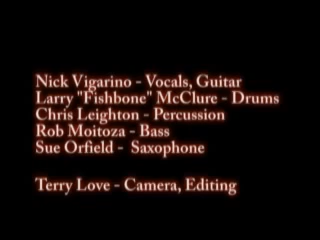 Nick Vigarino - Vocals, Guitar
Larry "Fishbone" McClure - Drums
Chris Leighton - Percussion
Rob Moitoza - Bass
Sue Orfield -  Saxophone
Terry Love - Camera, Editing